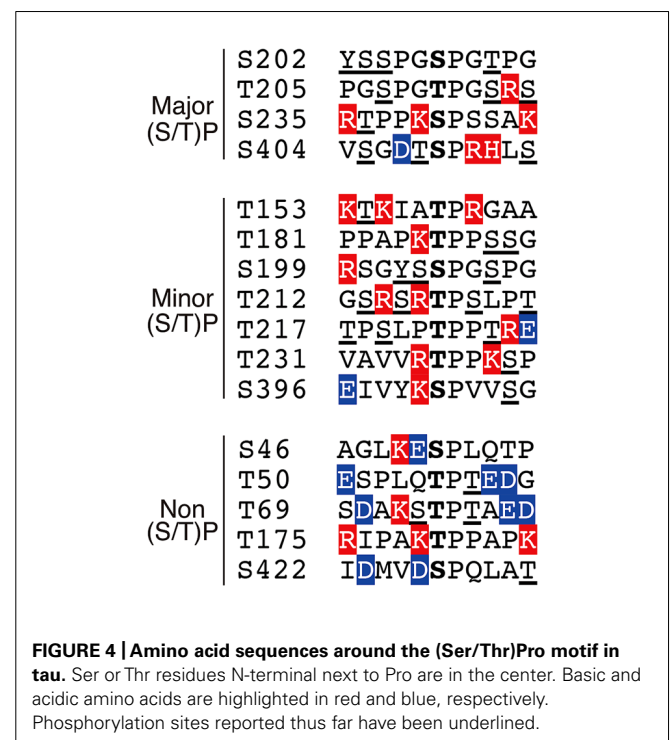 Major
(S/T)P
S202 YSSPGSPGTPG
T205 PGSPGTPGSRS
S235 RTPPKSPSSAK
S404 VSGDTSPRHLS
Minor
(S/T)P
T153 KTKIATPRGAA
T181 PPAPKTPPSSG
S199 RSGYSSPGSPG
T212 GSRSRTPSLPT
T217 TPSLPTPPTRE
T231 VAVVRTPPKSP
S396 EIVYKSPVVSG
Non
(S/T)P
S46 AGLKESPLQTP
T50 ESPLQTPTEDG
T69 SDAKSTPTAED
T175 RIPAKTPPAPK
S422 IDMVDSPQLAT
FIGURE 4 | Amino acid sequences around the (Ser/Thr)Pro motif in
tau. Ser or Thr residues N-terminal next to Pro are in the center. Basic and
acidic amino acids are highlighted in red and blue, respectively.
Phosphorylation sites reported thus far have been underlined.